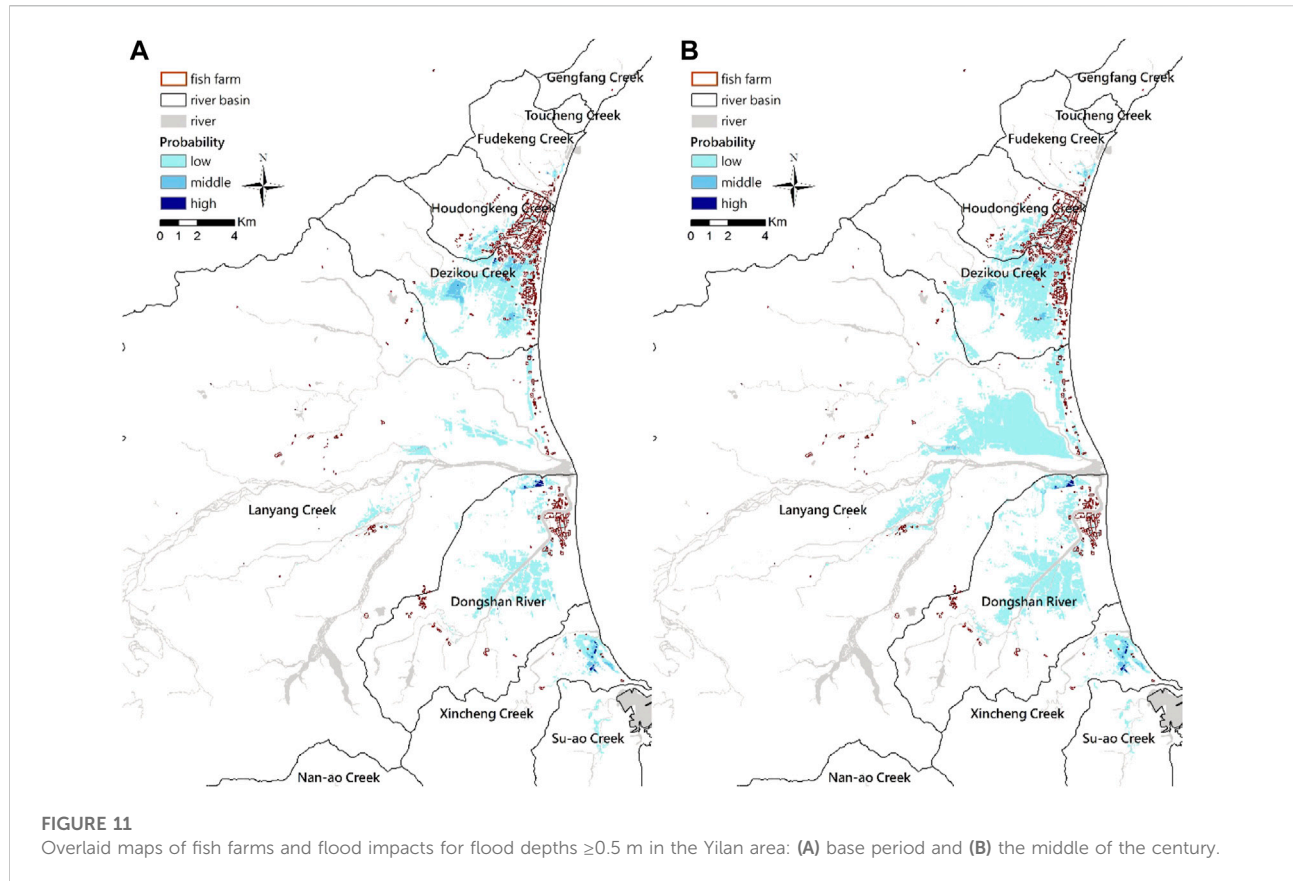 A
fish farm
river basin
river
Probability
low
middle
high
N
Km
0 1 2 4
Gengfang Creek
Toucheng Creek
Fudekeng Creek
Houdongkeng Creek
Dezikou Creek
Lanyang Creek
Dongshan River
Xincheng Creek
Su-ao Creek
Nan-ao Creek
B
fish farm
river basin
river
Probability
low
middle
high
N
Km
0 1 2 4
Gengfang Creek
Toucheng Creek
Fudekeng Creek
Houdongkeng Creek
Dezikou Creek
Lanyang Creek
Dongshan River
Xincheng Creek
Su-ao Creek
Nan-ao Creek
FIGURE 11
Overlaid maps of fish farms and flood impacts for flood depths ≥0.5 m in the Yilan area: (A) base period and (B) the middle of the century.